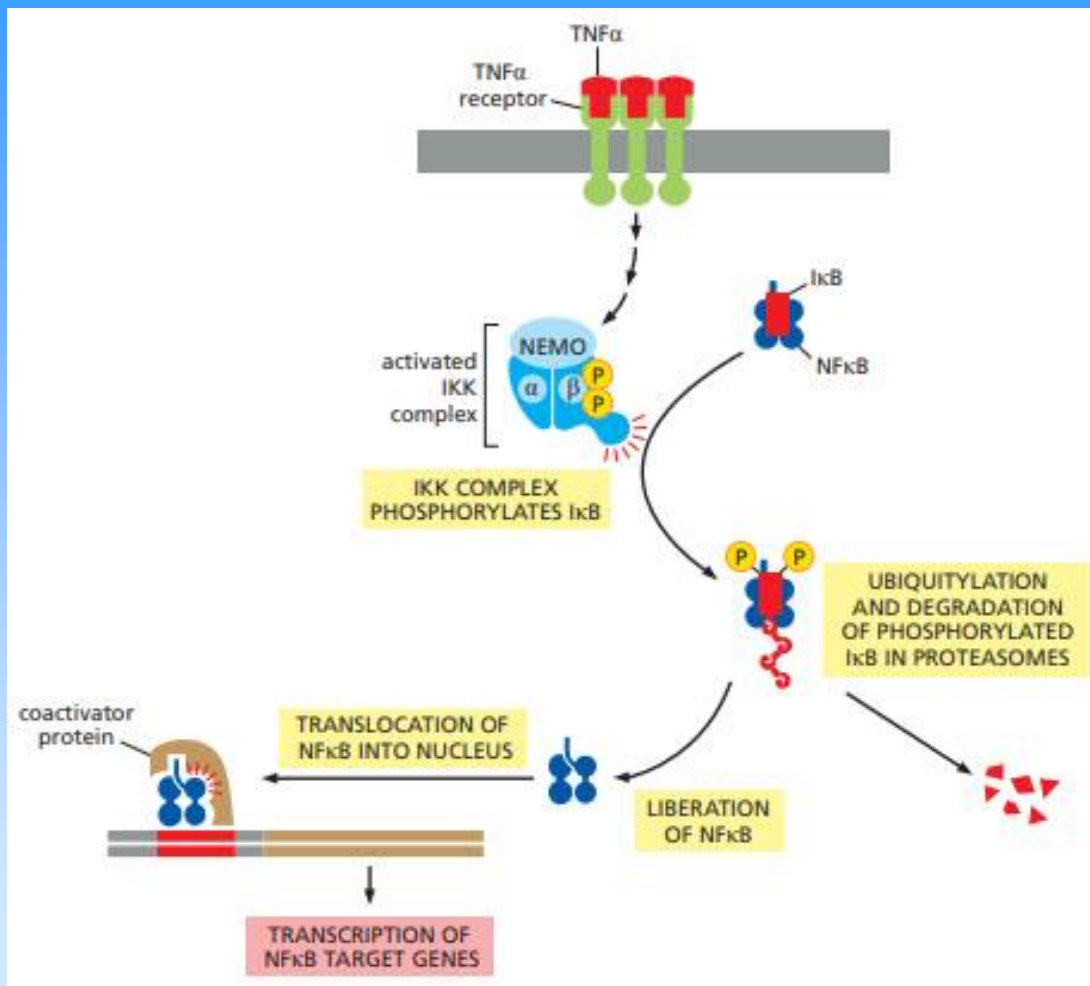 TNFα
TNFα
receptor
IκB
NFκB
activated
IKK
complex
NEMO
α
β
P
P
IKK COMPLEX
PHOSPHORYLATES IκB
P
P
UBIQUITYLATION
AND DEGRADATION
OF PHOSPHORYLATED
IκB IN PROTEASOMES
coactivator
protein
TRANSLOCATION OF
NFκB INTO NUCLEUS
LIBERATION
OF NFκB
TRANSCRIPTION OF
NFκB TARGET GENES